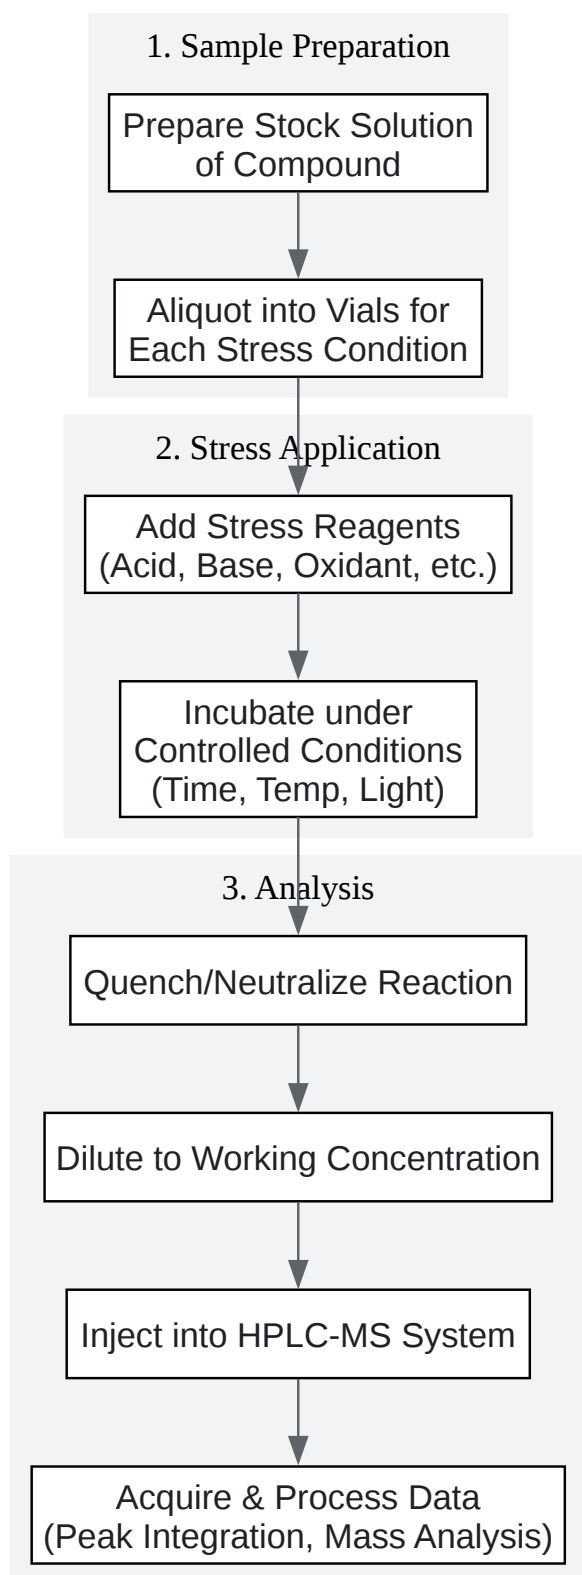 1. Sample Preparation
Prepare Stock Solution
of Compound
Aliquot into Vials for
Each Stress Condition
2. Stress Application
Add Stress Reagents
(Acid, Base, Oxidant, etc.)
Incubate under
Controlled Conditions
(Time, Temp, Light)
3. Analysis
Quench/Neutralize Reaction
Dilute to Working Concentration
Inject into HPLC-MS System
Acquire & Process Data
(Peak Integration, Mass Analysis)